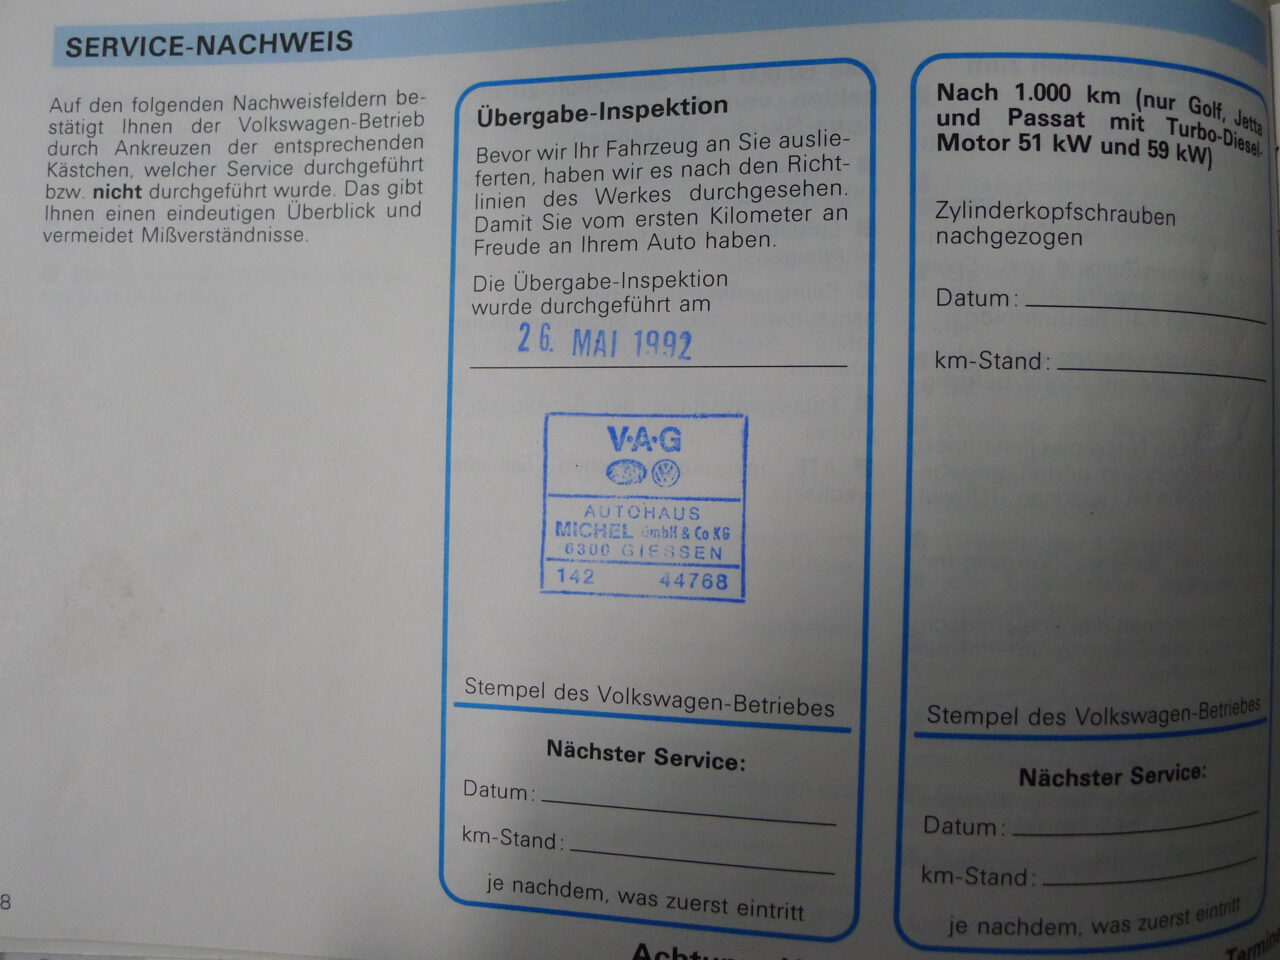 SERVICE-NACHWEIS
Auf den folgenden Nachweisfeldern be-
stätigt Ihnen der Volkswagen-Betrieb
durch Ankreuzen der entsprechenden
Kästchen, welcher Service durchgeführt
bzw. nicht durchgeführt wurde. Das gibt
Ihnen einen eindeutigen Überblick und
vermeidet Mißverständnisse.
8
Übergabe-Inspektion
Bevor wir Ihr Fahrzeug an Sie auslie-
ferten, haben wir es nach den Richt-
linien des Werkes durchgesehen.
Damit Sie vom ersten Kilometer an
Freude an Ihrem Auto haben.
Die Übergabe-Inspektion
wurde durchgeführt am
26. MAI 1992
V·A·G
AUTOHAUS
MICHEL GmbH & Co KG
6300 GIESSEN
142 44768
Stempel des Volkswagen-Betriebes
Nächster Service:
Datum:
km-Stand:
je nachdem, was zuerst eintritt
Nach 1.000 km (nur Golf, Jetta
und Passat mit Turbo-Diesel-
Motor 51 kW und 59 kW)
Zylinderkopfschrauben
nachgezogen
Datum:
km-Stand:
Stempel des Volkswagen-Betriebes
Nächster Service:
Datum:
km-Stand:
je nachdem, was zuerst eintritt